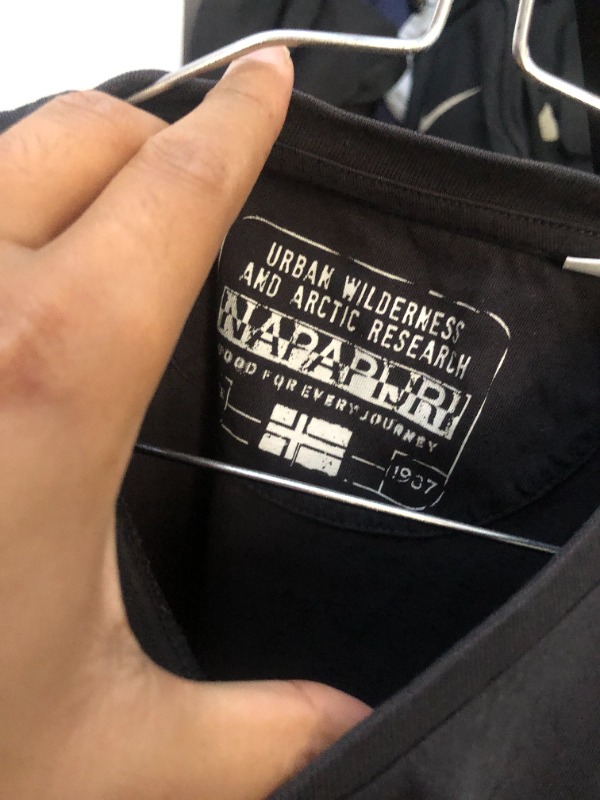 URBAN WILDERNESS
AND ARCTIC RESEARCH
NAPAPIJRI
GOOD FOR EVERY JOURNEY
1987